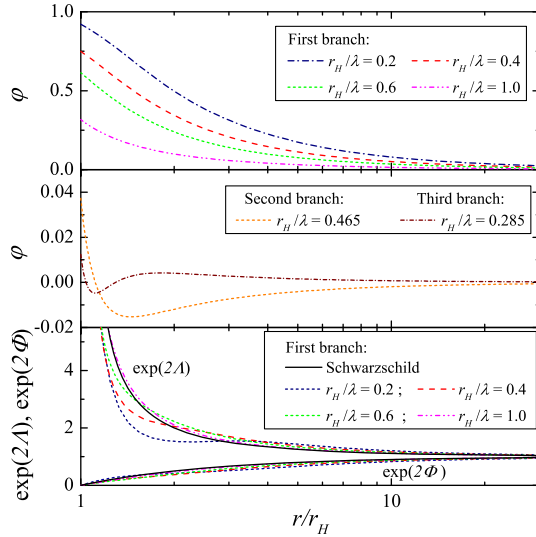 1.0
0.5
0.0
φ
First branch:
r_H/λ = 0.2
r_H/λ = 0.4
r_H/λ = 0.6
r_H/λ = 1.0
0.04
0.02
0.00
-0.02
φ
Second branch: Third branch:
r_H/λ = 0.465
r_H/λ = 0.285
4
2
0
exp(2Λ), exp(2Φ)
exp(2Λ)
First branch:
Schwarzschild
r_H/λ = 0.2 ;
r_H/λ = 0.4
r_H/λ = 0.6 ;
r_H/λ = 1.0
exp(2Φ)
1
10
r/r_H